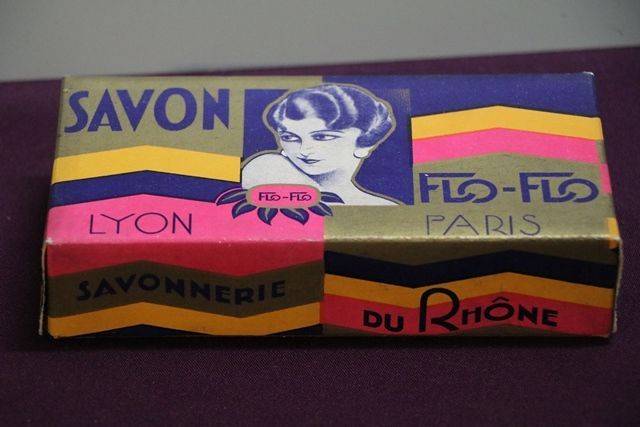 SAVON
FLO-FLO
FLO-FLO
LYON
PARIS
SAVONNERIE
DU RHÔNE